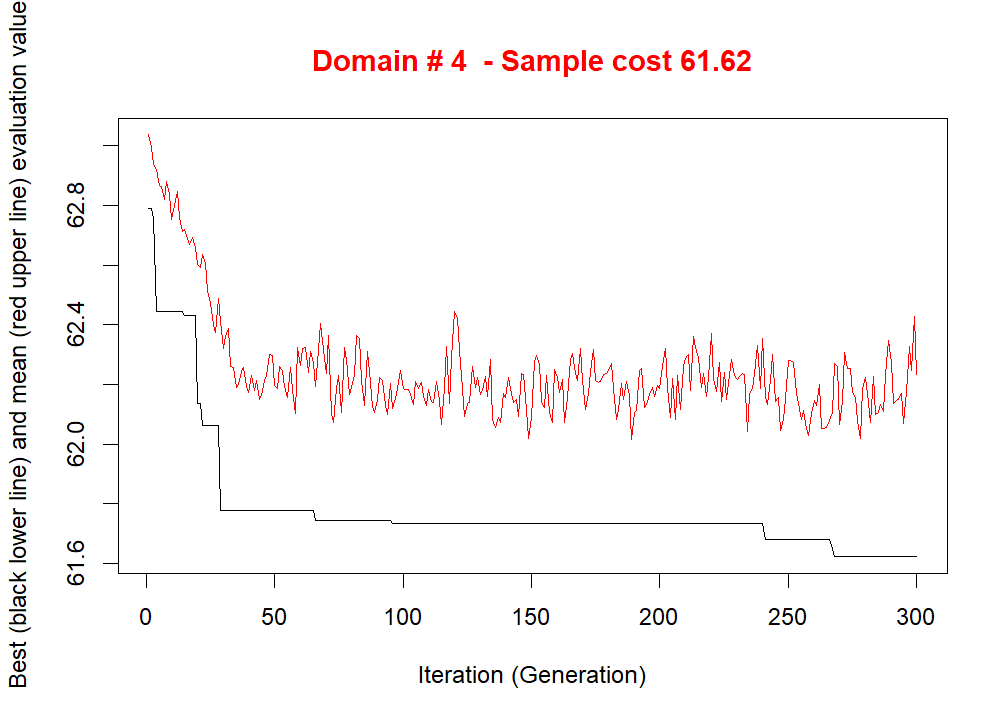 Domain # 4  - Sample cost 61.62
Best (black lower line) and mean (red upper line) evaluation value
62.8
62.4
62.0
61.6
0 50 100 150 200 250 300
Iteration (Generation)